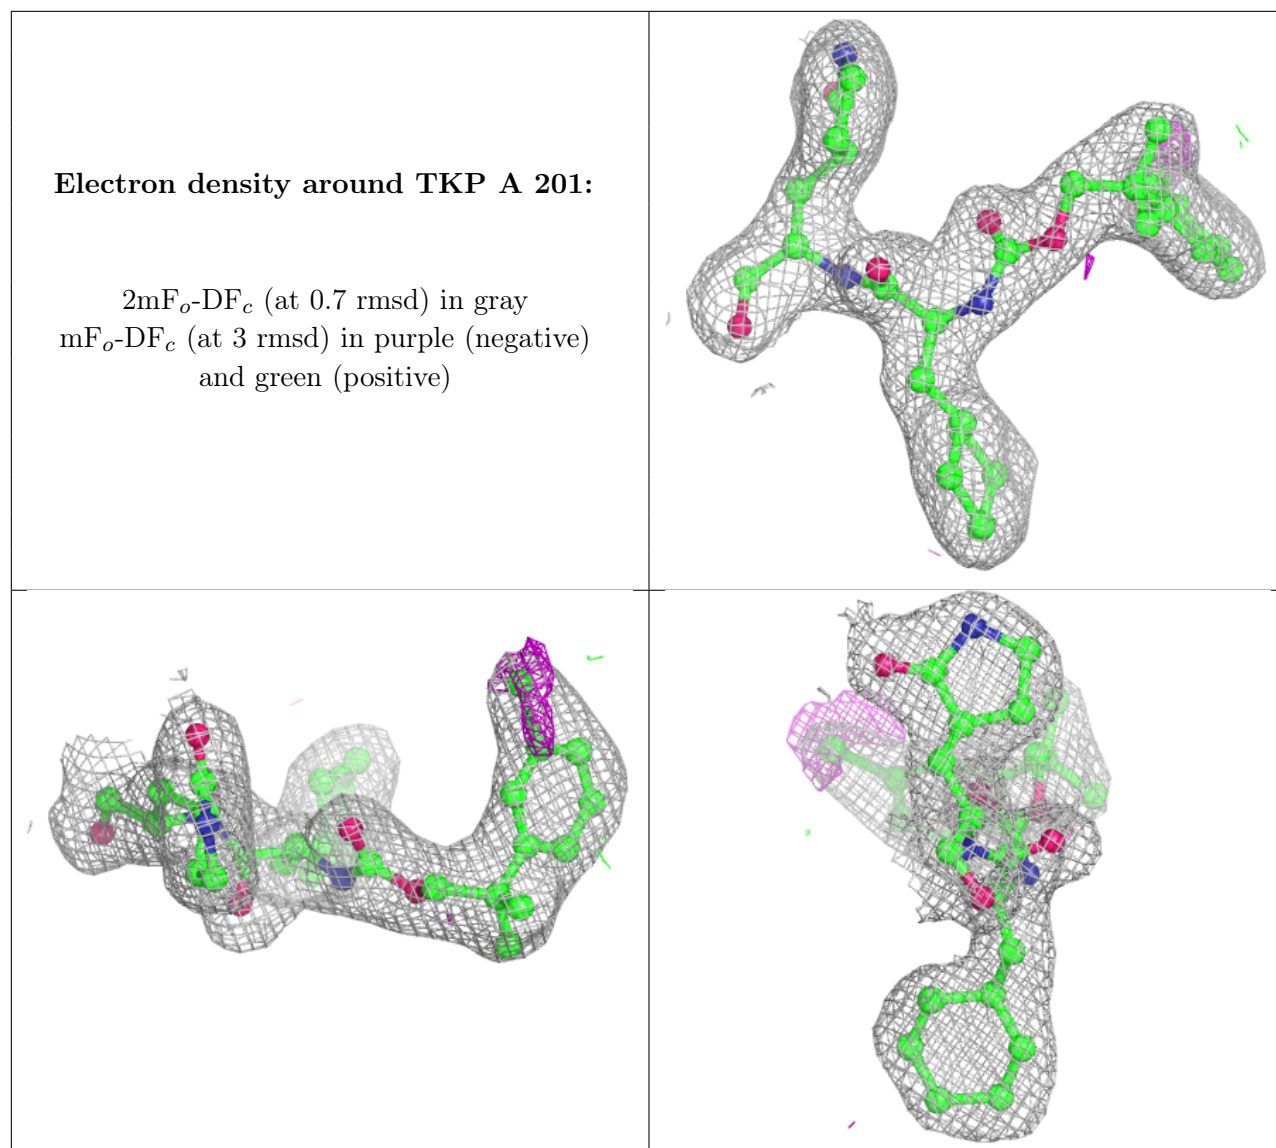 Electron density around TKP A 201:
2mFo-DFc (at 0.7 rmsd) in gray
mFo-DFc (at 3 rmsd) in purple (negative)
and green (positive)